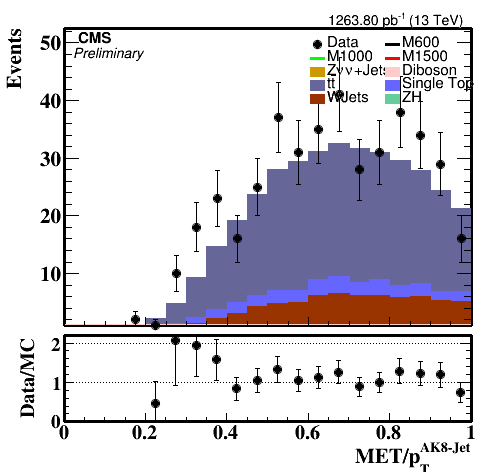 1263.80 pb⁻¹ (13 TeV)
CMS
Preliminary
Events
Data
M600
M1000
M1500
Zνν+Jets
Diboson
tt
Single Top
WJets
ZH
50
40
30
20
10
Data/MC
2
1
0
0 0.2 0.4 0.6 0.8 1
MET/p_T^AK8-Jet